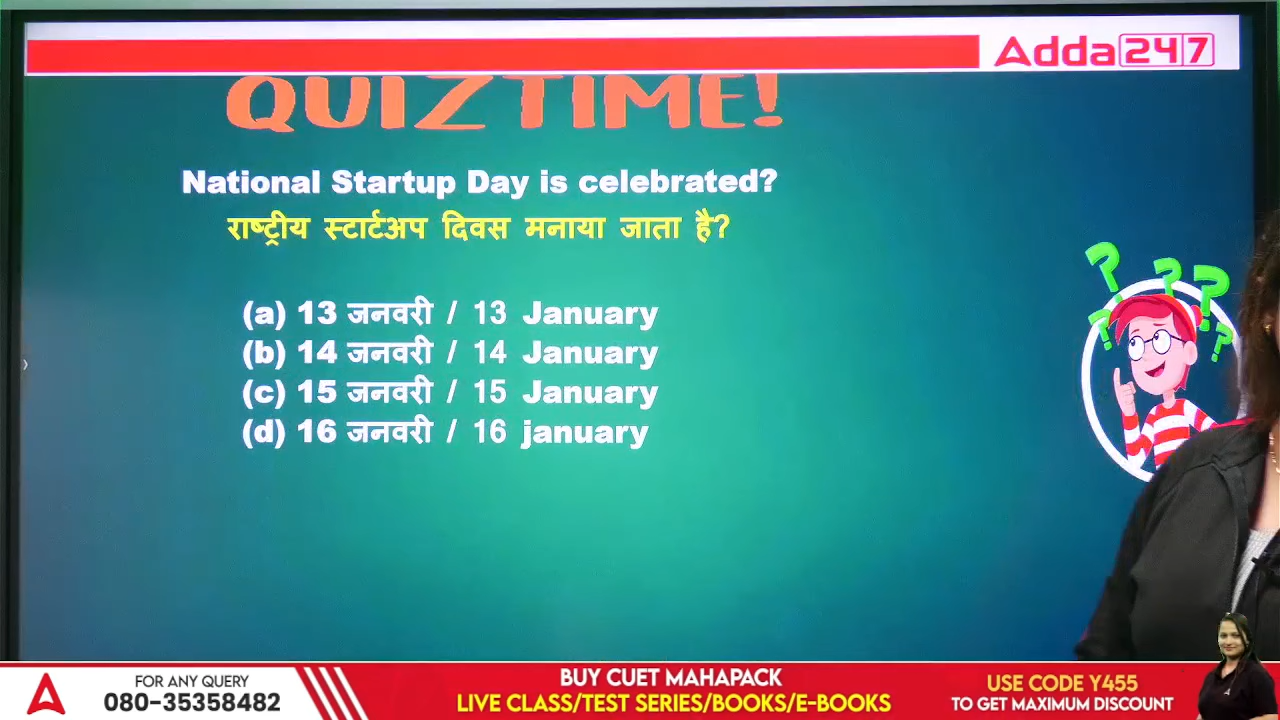 Adda247
QUIZ TIME!
National Startup Day is celebrated?
राष्ट्रीय स्टार्टअप दिवस मनाया जाता है?
(a) 13 जनवरी / 13 January
(b) 14 जनवरी / 14 January
(c) 15 जनवरी / 15 January
(d) 16 जनवरी / 16 january
FOR ANY QUERY
080-35358482
BUY CUET MAHAPACK
LIVE CLASS/TEST SERIES/BOOKS/E-BOOKS
USE CODE Y455
TO GET MAXIMUM DISCOUNT